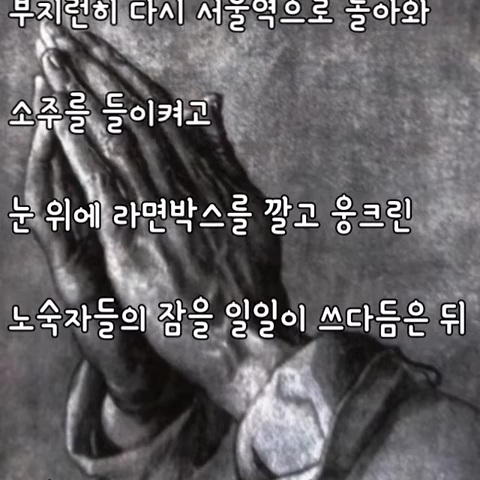 부지런히 다시 서울역으로 돌아와
소주를 들이켜고
눈 위에 라면박스를 깔고 웅크린
노숙자들의 잠을 일일이 쓰다듬은 뒤